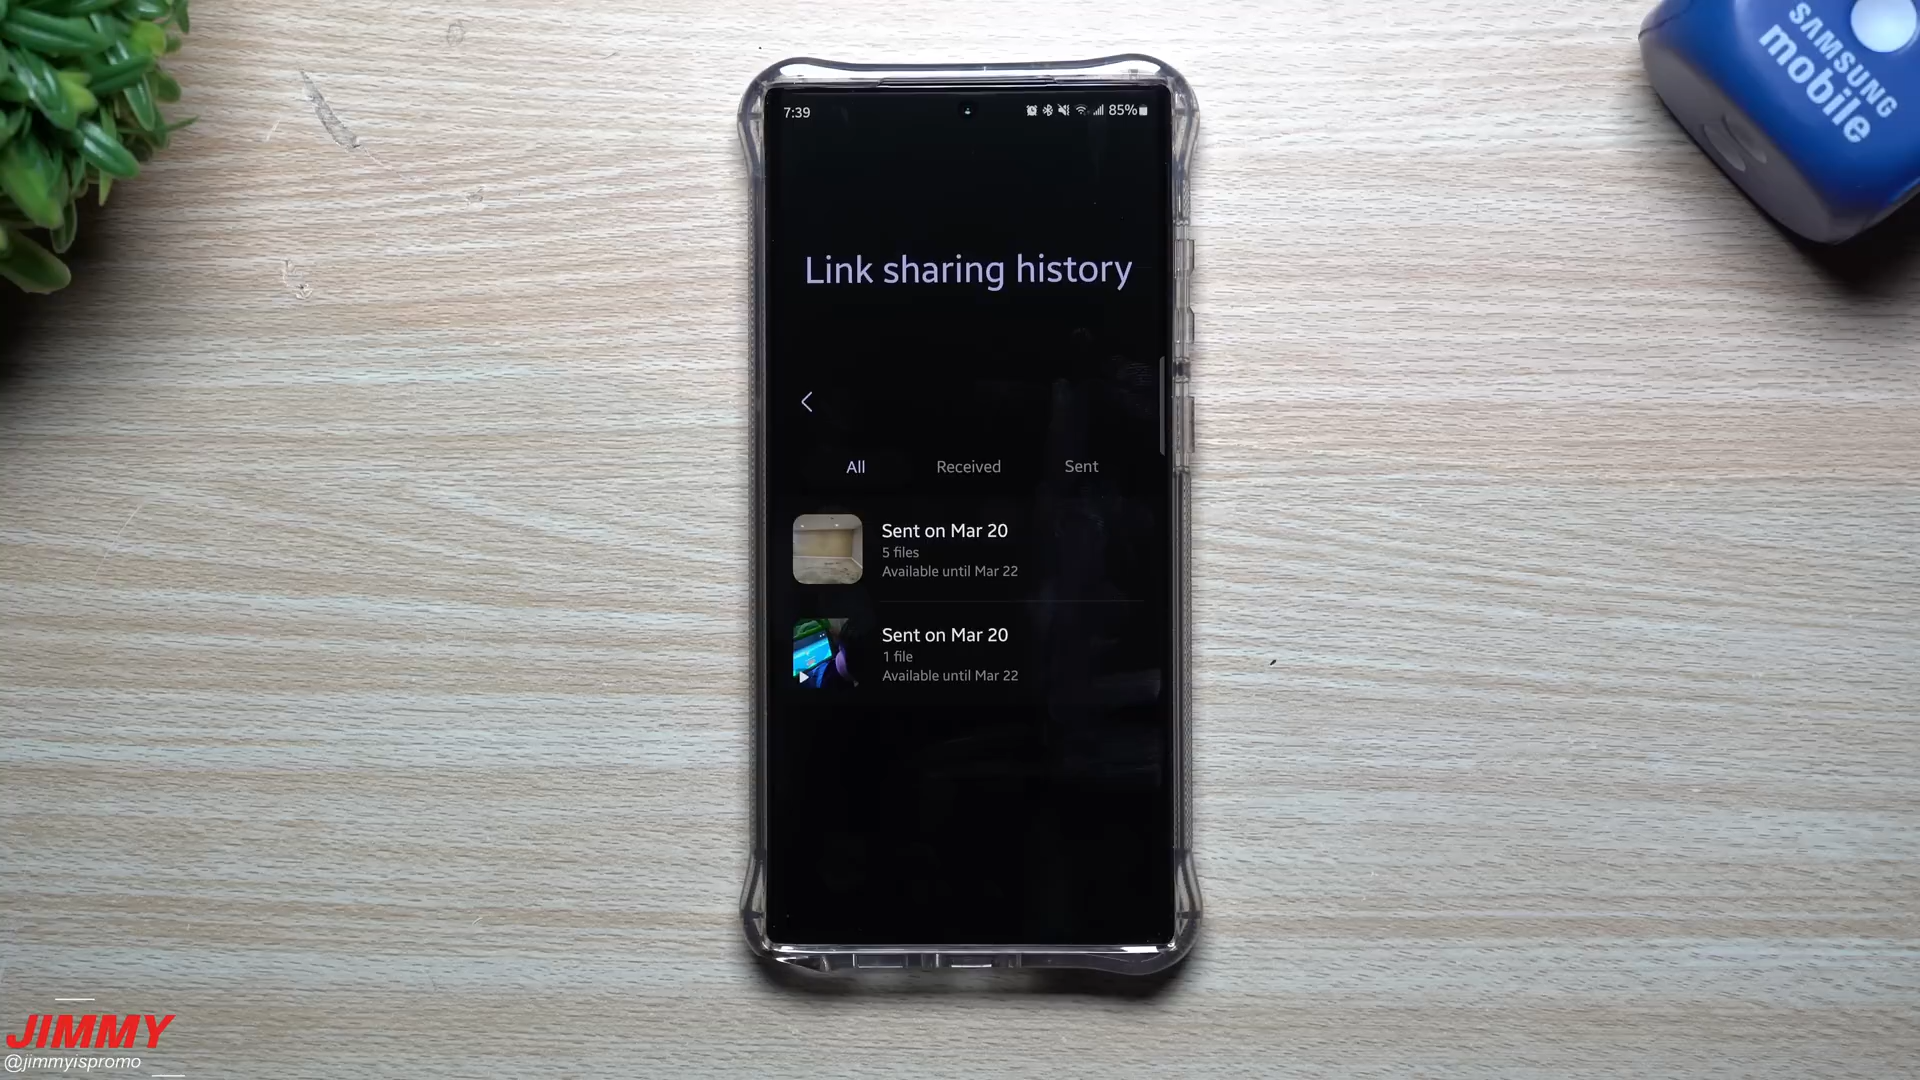 SAMSUNG
mobile
7:39
85%
Link sharing history
All
Received
Sent
Sent on Mar 20
5 files
Available until Mar 22
Sent on Mar 20
1 file
Available until Mar 22
JIMMY
@jimmyispromo